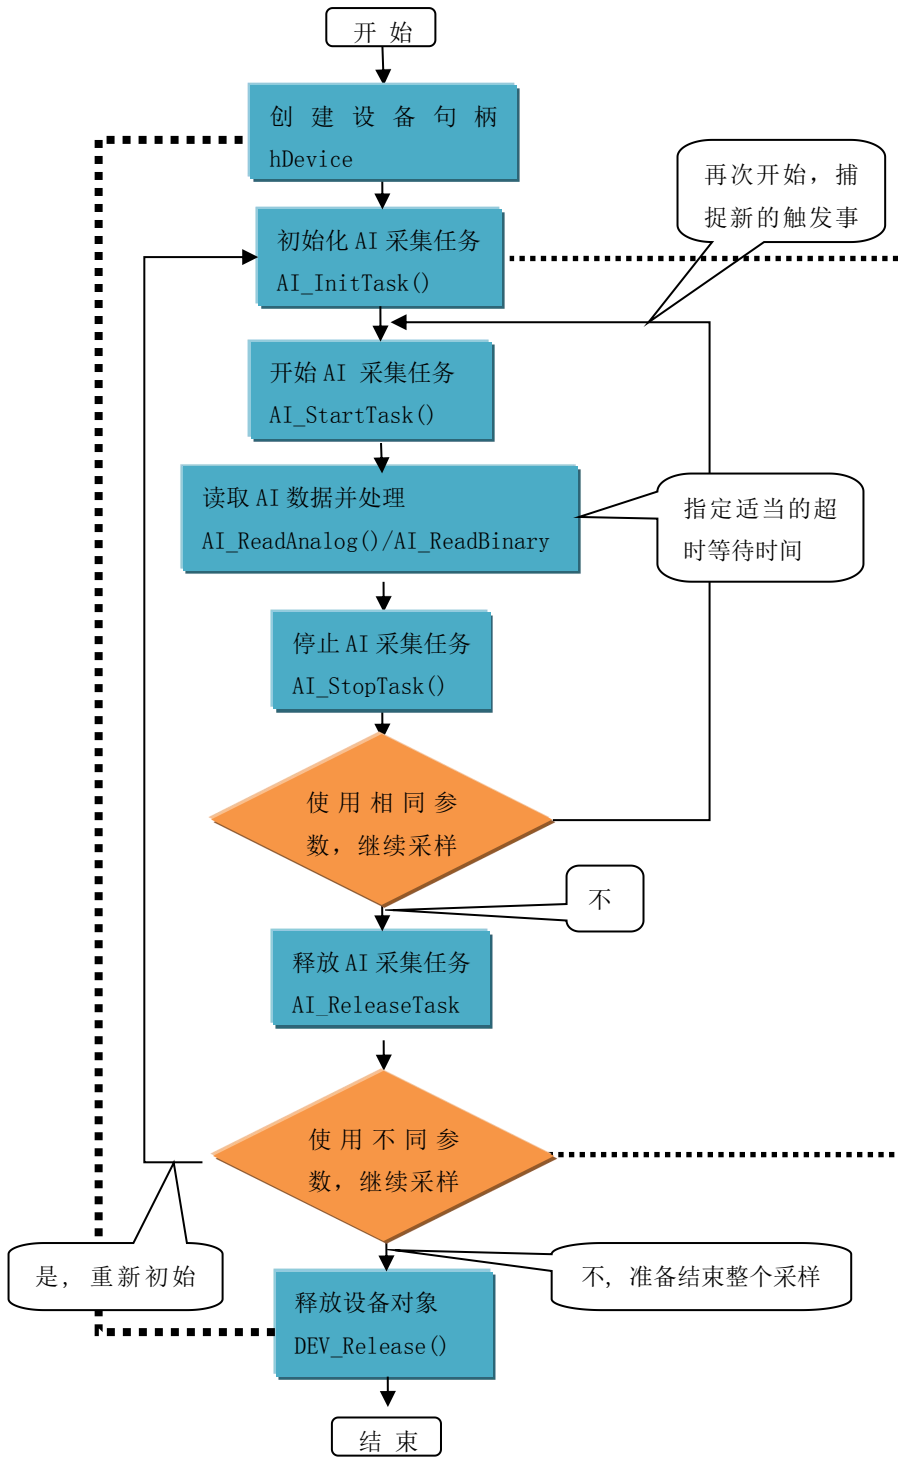 开 始
创建设备句柄
hDevice
再次开始，捕
捉新的触发事
初始化 AI 采集任务
AI_InitTask()
开始 AI 采集任务
AI_StartTask()
读取 AI 数据并处理
AI_ReadAnalog()/AI_ReadBinary
指定适当的超
时等待时间
停止 AI 采集任务
AI_StopTask()
使用相同参
数，继续采样
不
释放 AI 采集任务
AI_ReleaseTask
使用不同参
数，继续采样
是，重新初始
不，准备结束整个采样
释放设备对象
DEV_Release()
结 束